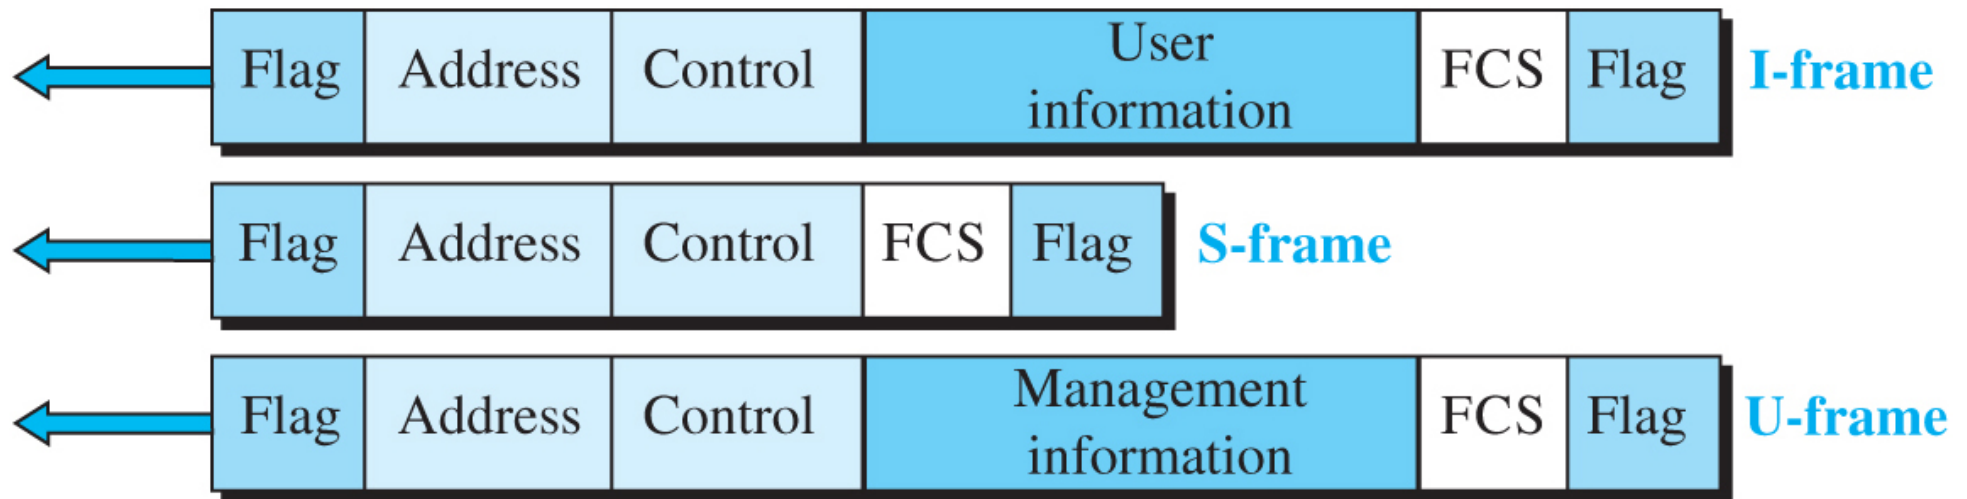 Flag Address Control User information FCS Flag I-frame
Flag Address Control FCS Flag S-frame
Flag Address Control Management information FCS Flag U-frame